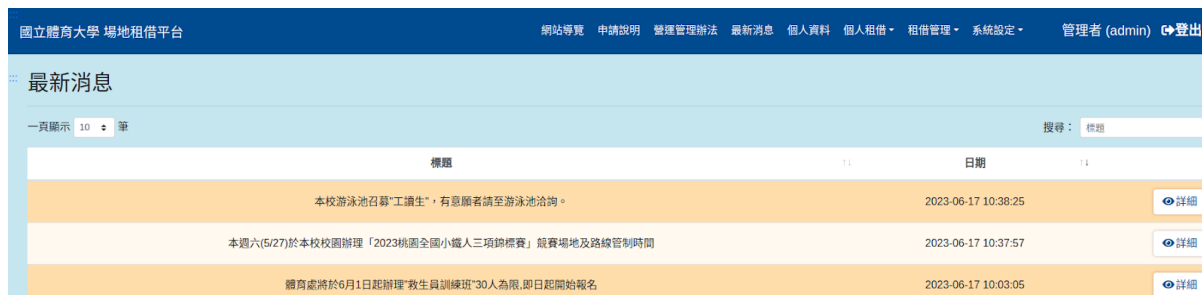 國立體育大學 場地租借平台 網站導覽 申請說明 營運管理辦法 最新消息 個人資料 個人租借 租借管理 系統設定 管理者 (admin) 登出
::: 最新消息
一頁顯示 10 筆 搜尋： 標題
標題 ↑↓ 日期 ↑↓
本校游泳池召募"工讀生"，有意願者請至游泳池洽詢。 2023-06-17 10:38:25 詳細
本週六(5/27)於本校校園辦理「2023桃園全國小鐵人三項錦標賽」競賽場地及路線管制時間 2023-06-17 10:37:57 詳細
體育處將於6月1日起辦理"救生員訓練班"30人為限,即日起開始報名 2023-06-17 10:03:05 詳細